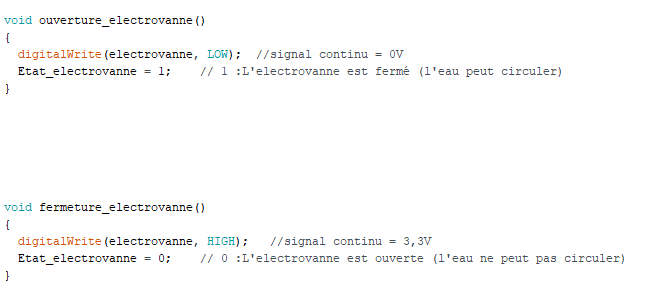 void ouverture_electrovanne()
{
digitalWrite(electrovanne, LOW);  //signal continu = 0V
Etat_electrovanne = 1;    // 1 :L'electrovanne est fermé (l'eau peut circuler)
}
void fermeture_electrovanne()
{
digitalWrite(electrovanne, HIGH);   //signal continu = 3,3V
Etat_electrovanne = 0;    // 0 :L'electrovanne est ouverte (l'eau ne peut pas circuler)
}